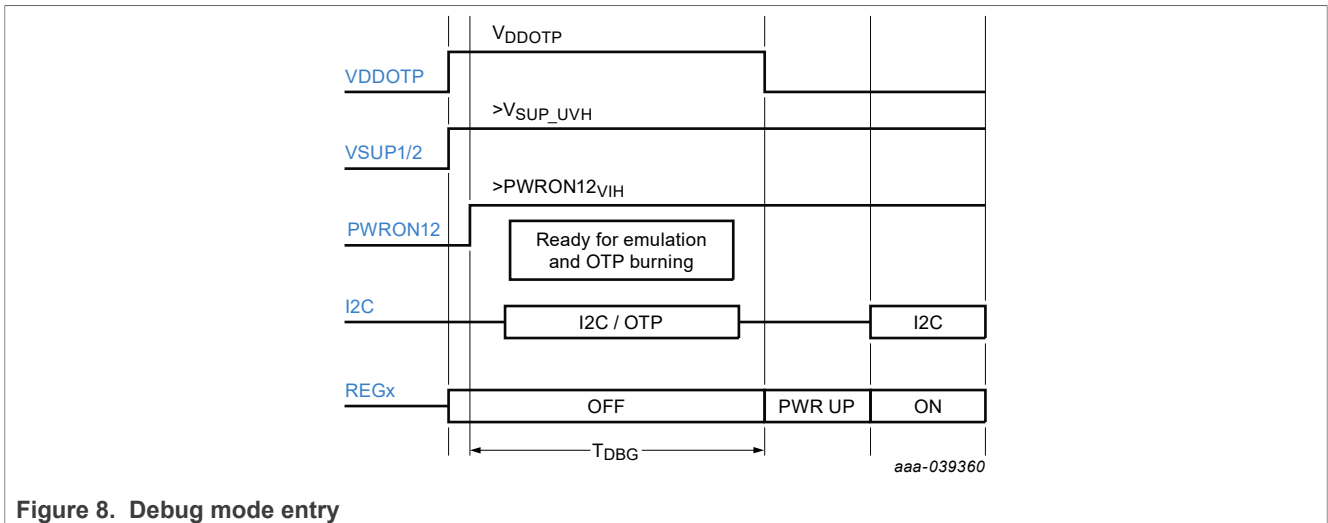 VDDOTP
VDDOTP
>VSUP_UVH
VSUP1/2
>PWRON12VIH
PWRON12
Ready for emulation
and OTP burning
I2C
I2C / OTP
I2C
REGx
OFF
PWR UP
ON
TDBG
aaa-039360
Figure 8. Debug mode entry